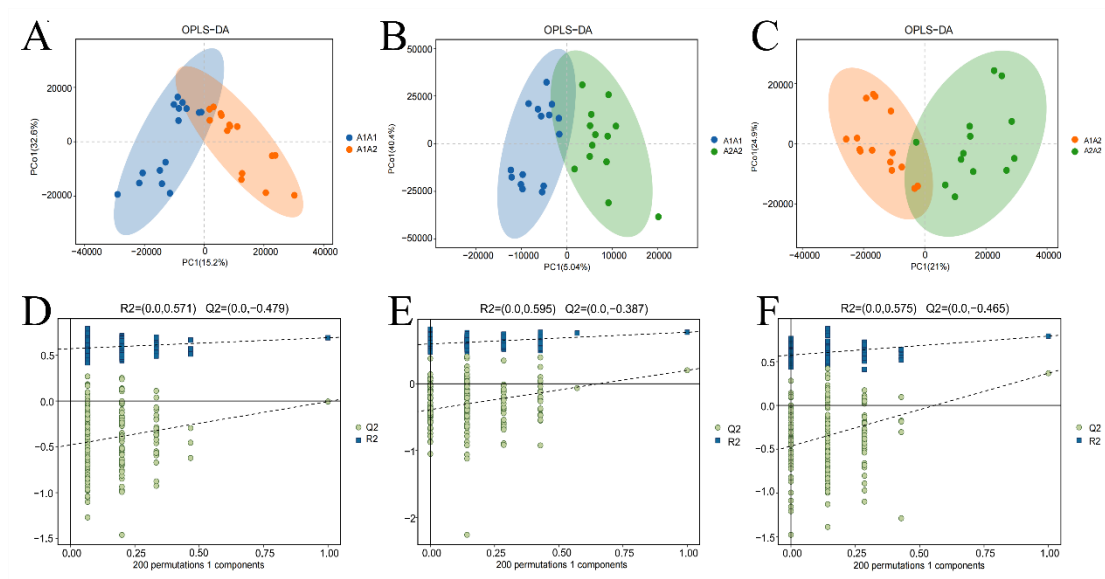 A
OPLS-DA
PCo1(32.6%)
20000
0
−20000
−40000
−20000
0
20000
40000
PC1(15.2%)
A1A1
A1A2
B
OPLS-DA
PCo1(40.4%)
50000
25000
0
−25000
−50000
−20000
−10000
0
10000
20000
PC1(5.04%)
A1A1
A2A2
C
OPLS-DA
PCo1(24.9%)
20000
0
−20000
−40000
−20000
0
20000
40000
PC1(21%)
A1A2
A2A2
D
R2=(0.0,0.571) Q2=(0.0,−0.479)
0.5
0.0
−0.5
−1.0
−1.5
0.00
0.25
0.50
0.75
1.00
200 permutations 1 components
Q2
R2
E
R2=(0.0,0.595) Q2=(0.0,−0.387)
0
−1
−2
0.00
0.25
0.50
0.75
1.00
200 permutations 1 components
Q2
R2
F
R2=(0.0,0.575) Q2=(0.0,−0.465)
0.5
0.0
−0.5
−1.0
−1.5
0.00
0.25
0.50
0.75
1.00
200 permutations 1 components
Q2
R2